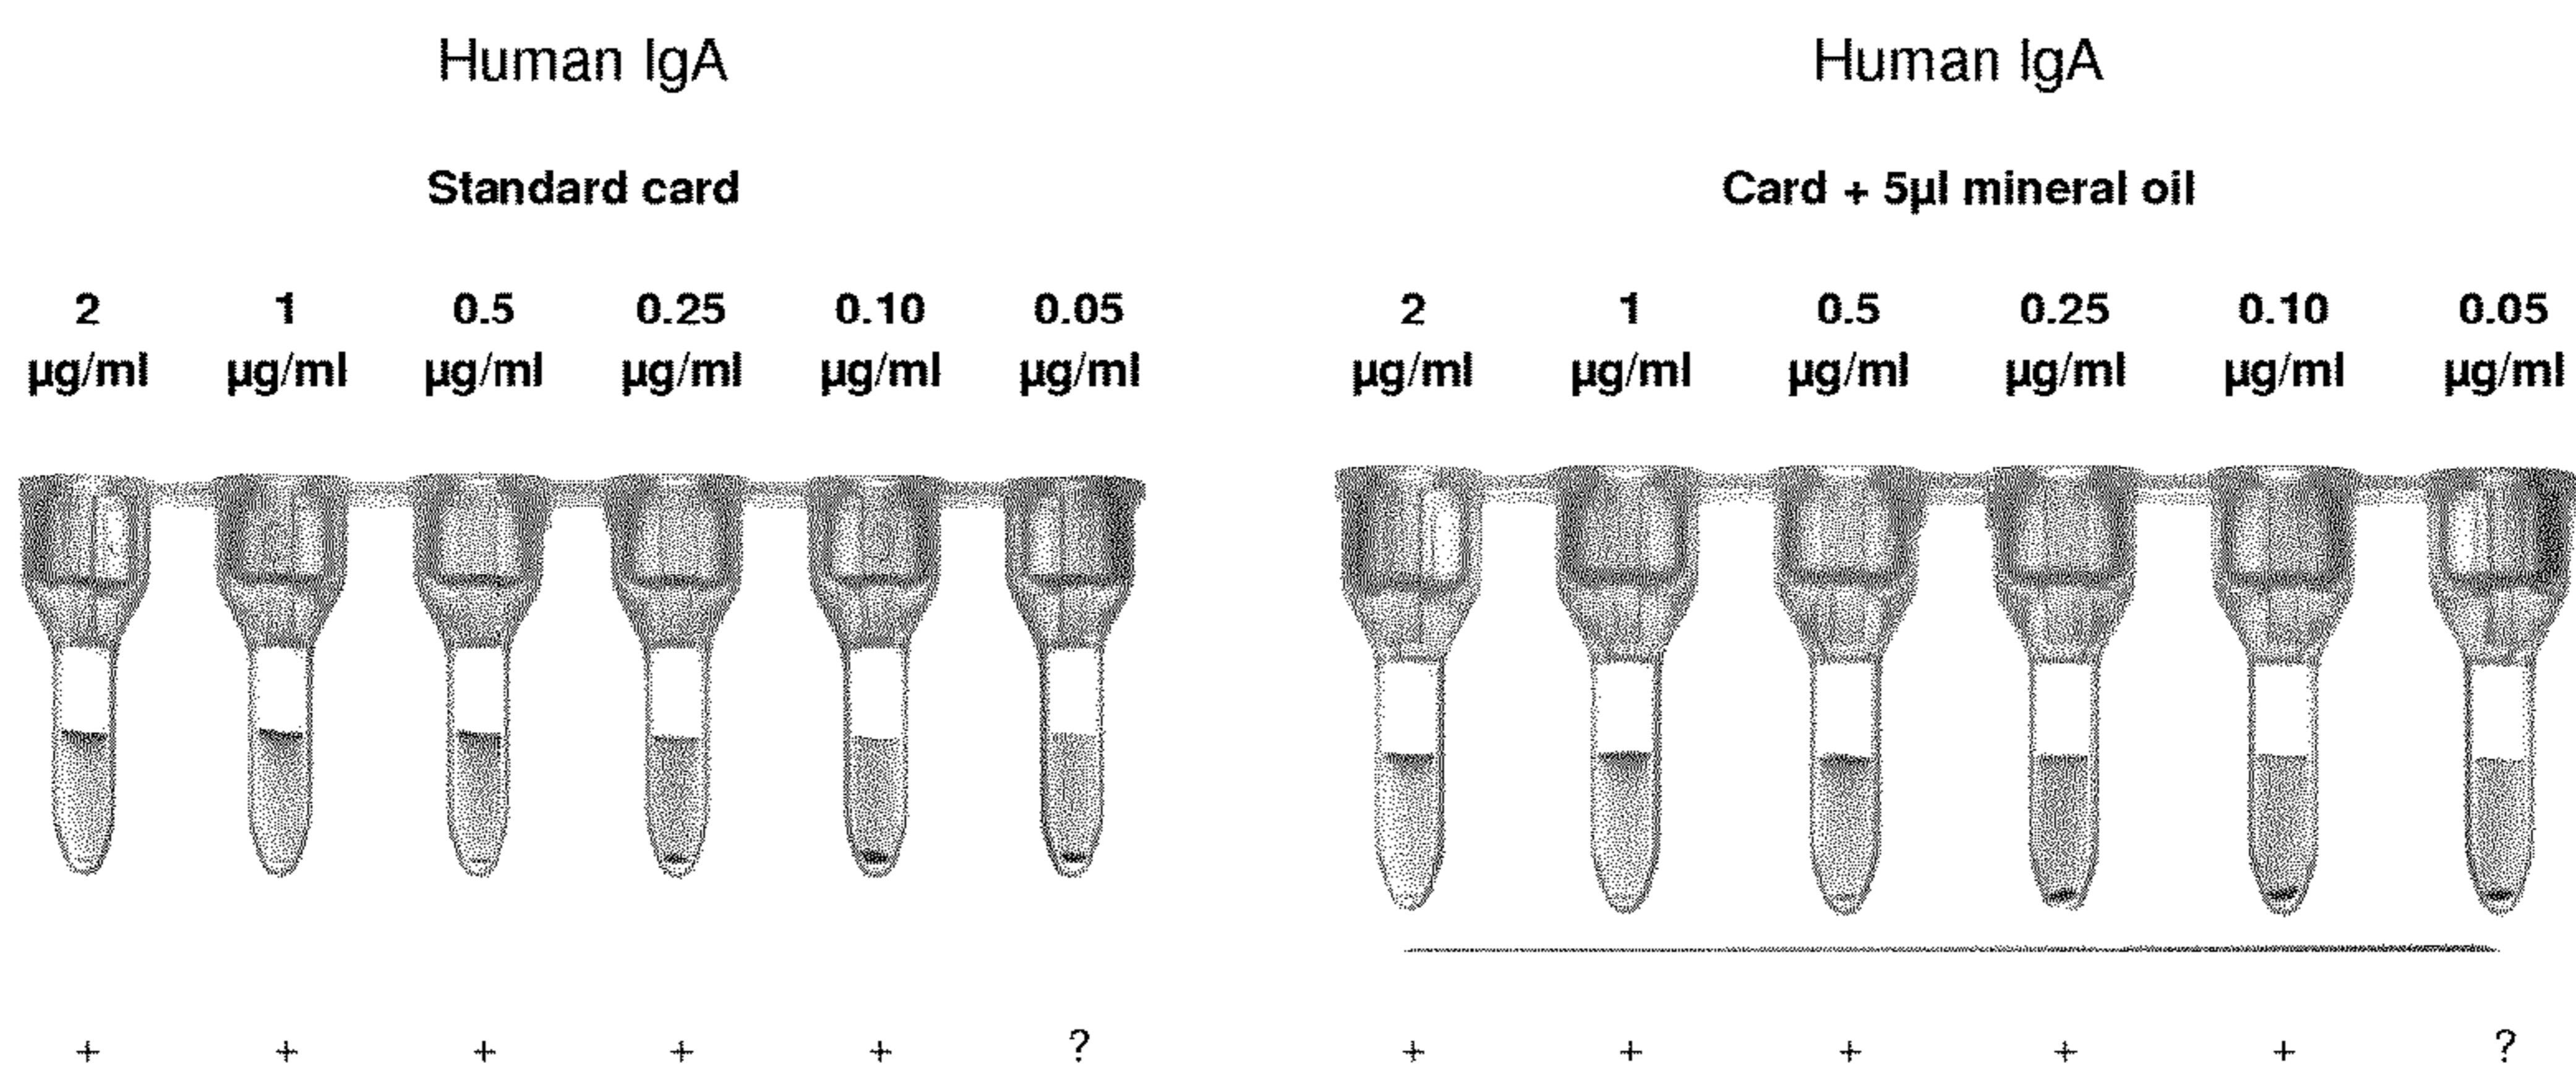 Human IgA
Standard card
2 1 0.5 0.25 0.10 0.05
µg/ml µg/ml µg/ml µg/ml µg/ml µg/ml
+ + + + + ?
Human IgA
Card + 5µl mineral oil
2 1 0.5 0.25 0.10 0.05
µg/ml µg/ml µg/ml µg/ml µg/ml µg/ml
+ + + + + ?